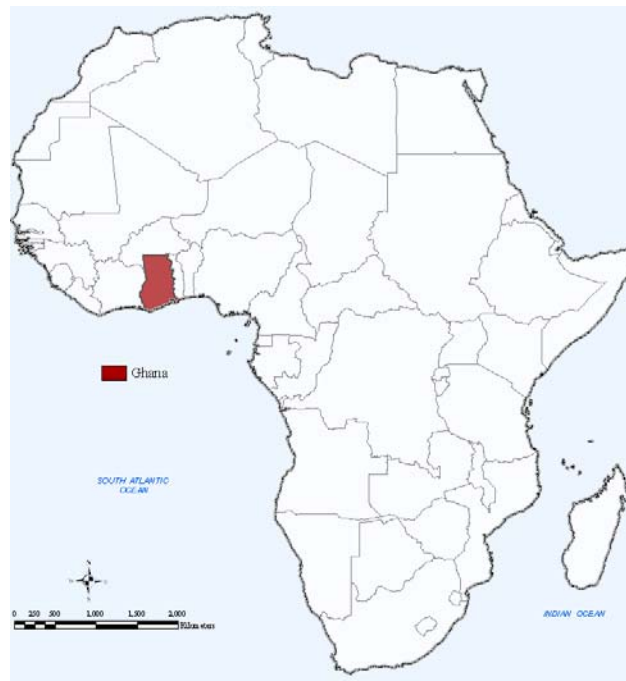 Ghana
SOUTH ATLANTIC
OCEAN
N
0 250 500 1,000 1,500 2,000
Kilometers
INDIAN OCEAN